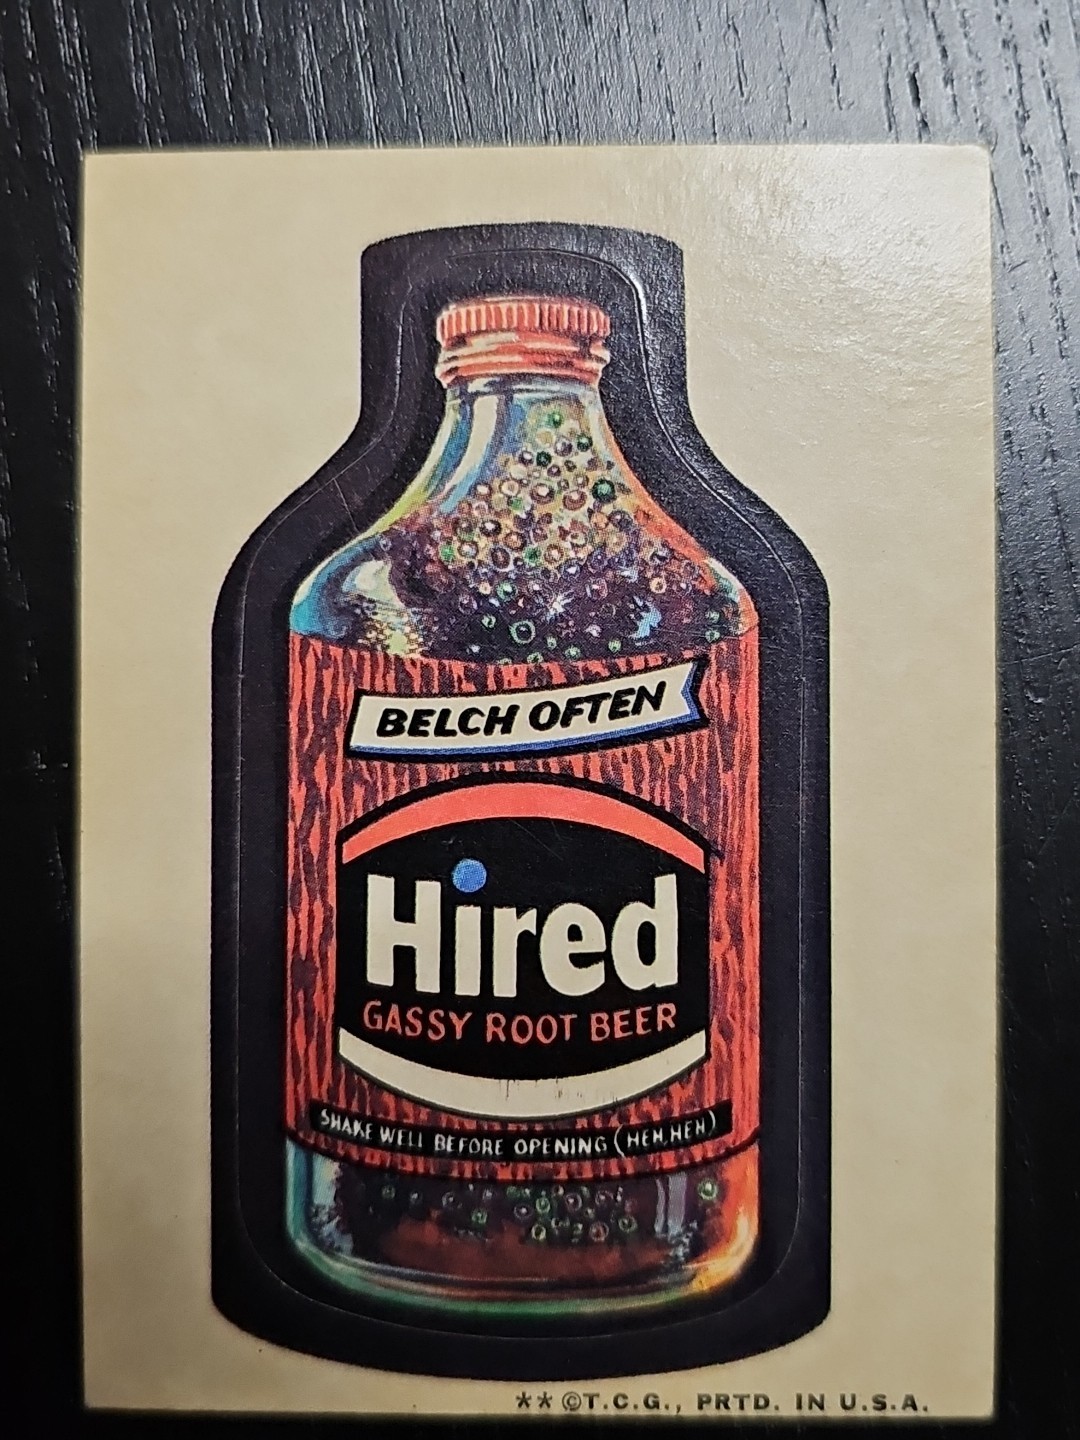 BELCH OFTEN
Hired
GASSY ROOT BEER
SHAKE WELL BEFORE OPENING (HEH, HEH)
** ©T.C.G., PRTD. IN U.S.A.